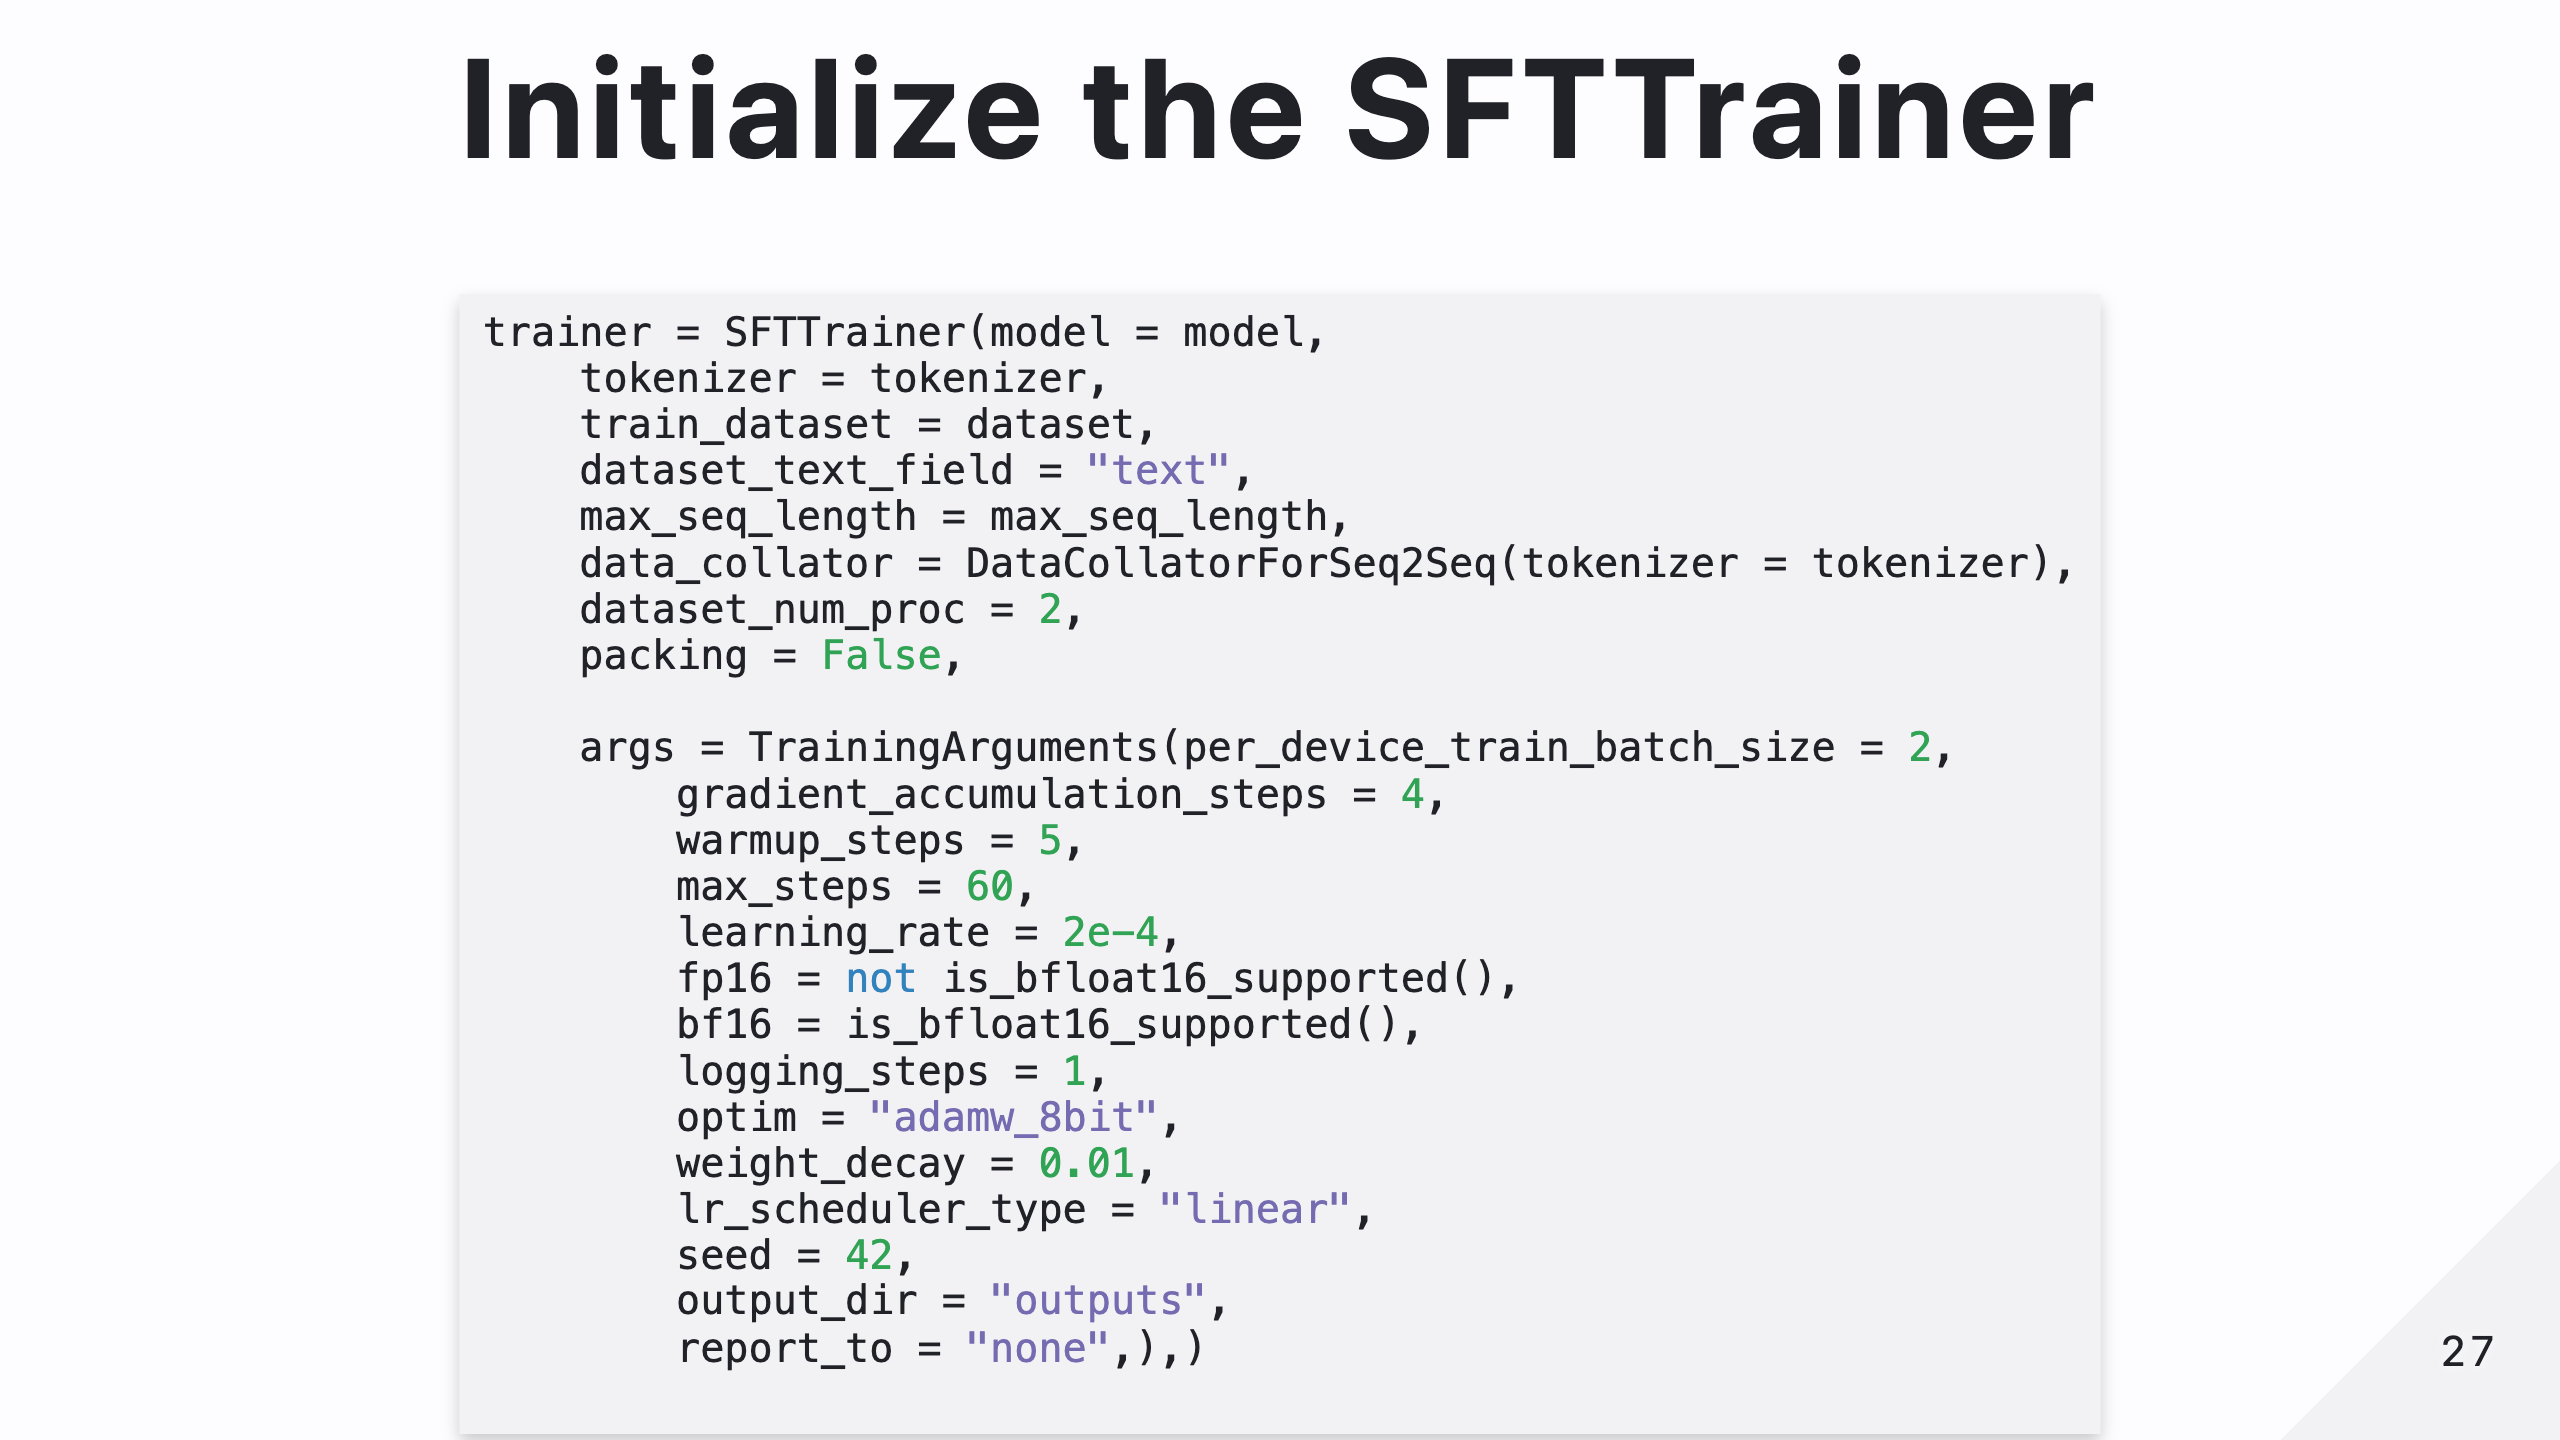 Initialize the SFTTrainer
trainer = SFTTrainer(model = model,
    tokenizer = tokenizer,
    train_dataset = dataset,
    dataset_text_field = "text",
    max_seq_length = max_seq_length,
    data_collator = DataCollatorForSeq2Seq(tokenizer = tokenizer),
    dataset_num_proc = 2,
    packing = False,
    args = TrainingArguments(per_device_train_batch_size = 2,
        gradient_accumulation_steps = 4,
        warmup_steps = 5,
        max_steps = 60,
        learning_rate = 2e-4,
        fp16 = not is_bfloat16_supported(),
        bf16 = is_bfloat16_supported(),
        logging_steps = 1,
        optim = "adamw_8bit",
        weight_decay = 0.01,
        lr_scheduler_type = "linear",
        seed = 42,
        output_dir = "outputs",
        report_to = "none",),)
27